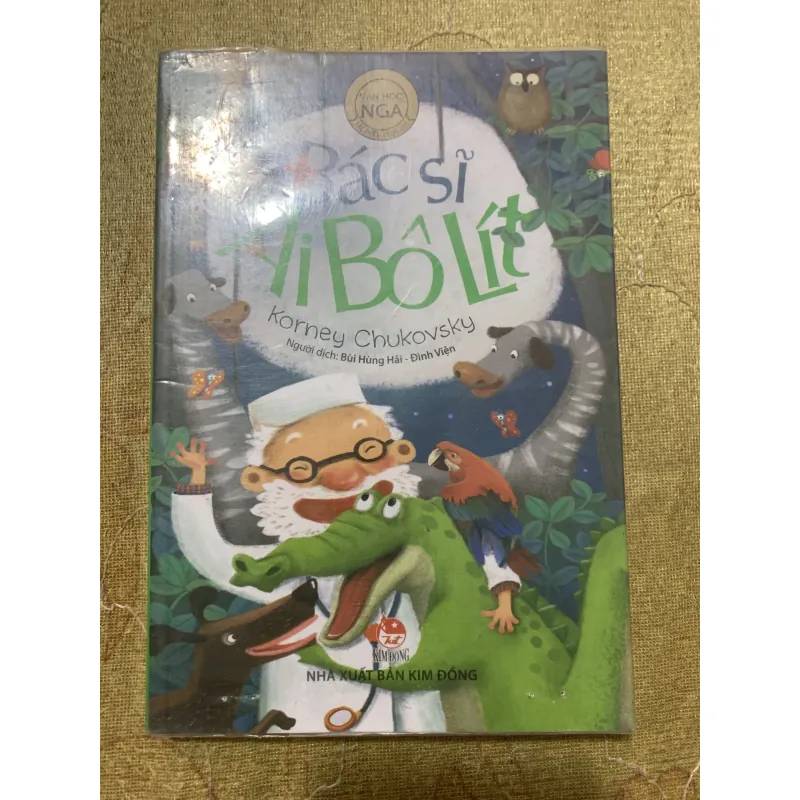 VĂN HỌC
NGA
Bác sĩ
Ai Bô Lít
Korney Chukovsky
Người dịch: Bùi Hùng Hải - Đình Viện
KIM ĐỒNG
NHÀ XUẤT BẢN KIM ĐỒNG